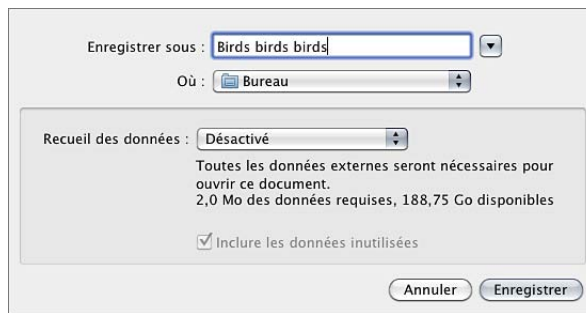 Enregistrer sous : Birds birds birds
Où : Bureau
Recueil des données : Désactivé
Toutes les données externes seront nécessaires pour
ouvrir ce document.
2,0 Mo des données requises, 188,75 Go disponibles
Inclure les données inutilisées
Annuler Enregistrer